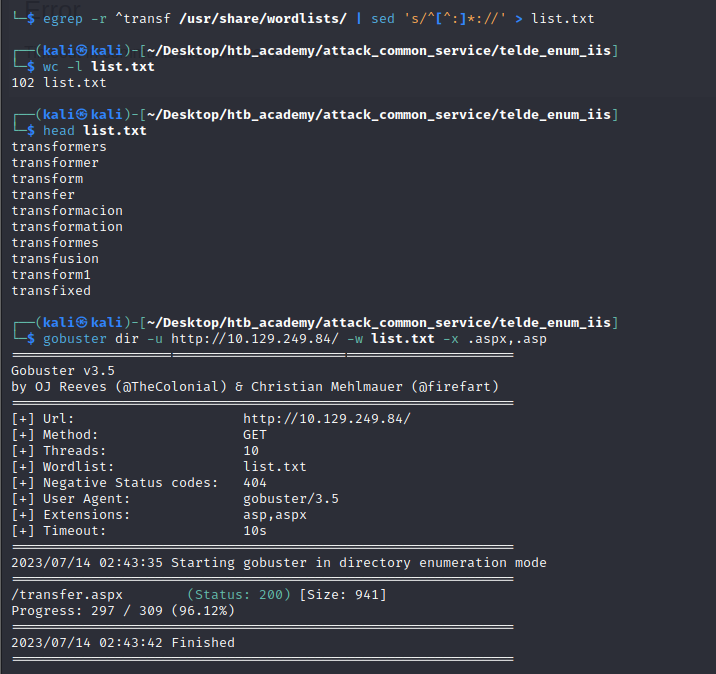 Error
└─$ egrep -r ^transf /usr/share/wordlists/ | sed 's/^[^:]*://' > list.txt
┌──(kali㉿kali)-[~/Desktop/htb_academy/attack_common_service/telde_enum_iis]
└─$ wc -l list.txt
102 list.txt
┌──(kali㉿kali)-[~/Desktop/htb_academy/attack_common_service/telde_enum_iis]
└─$ head list.txt
transformers
transformer
transform
transfer
transformacion
transformation
transformes
transfusion
transform1
transfixed
┌──(kali㉿kali)-[~/Desktop/htb_academy/attack_common_service/telde_enum_iis]
└─$ gobuster dir -u http://10.129.249.84/ -w list.txt -x .aspx,.asp
===============================================================
Gobuster v3.5
by OJ Reeves (@TheColonial) & Christian Mehlmauer (@firefart)
===============================================================
[+] Url:                     http://10.129.249.84/
[+] Method:                  GET
[+] Threads:                 10
[+] Wordlist:                list.txt
[+] Negative Status codes:   404
[+] User Agent:              gobuster/3.5
[+] Extensions:              asp,aspx
[+] Timeout:                 10s
===============================================================
2023/07/14 02:43:35 Starting gobuster in directory enumeration mode
===============================================================
/transfer.aspx        (Status: 200) [Size: 941]
Progress: 297 / 309 (96.12%)
===============================================================
2023/07/14 02:43:42 Finished
===============================================================